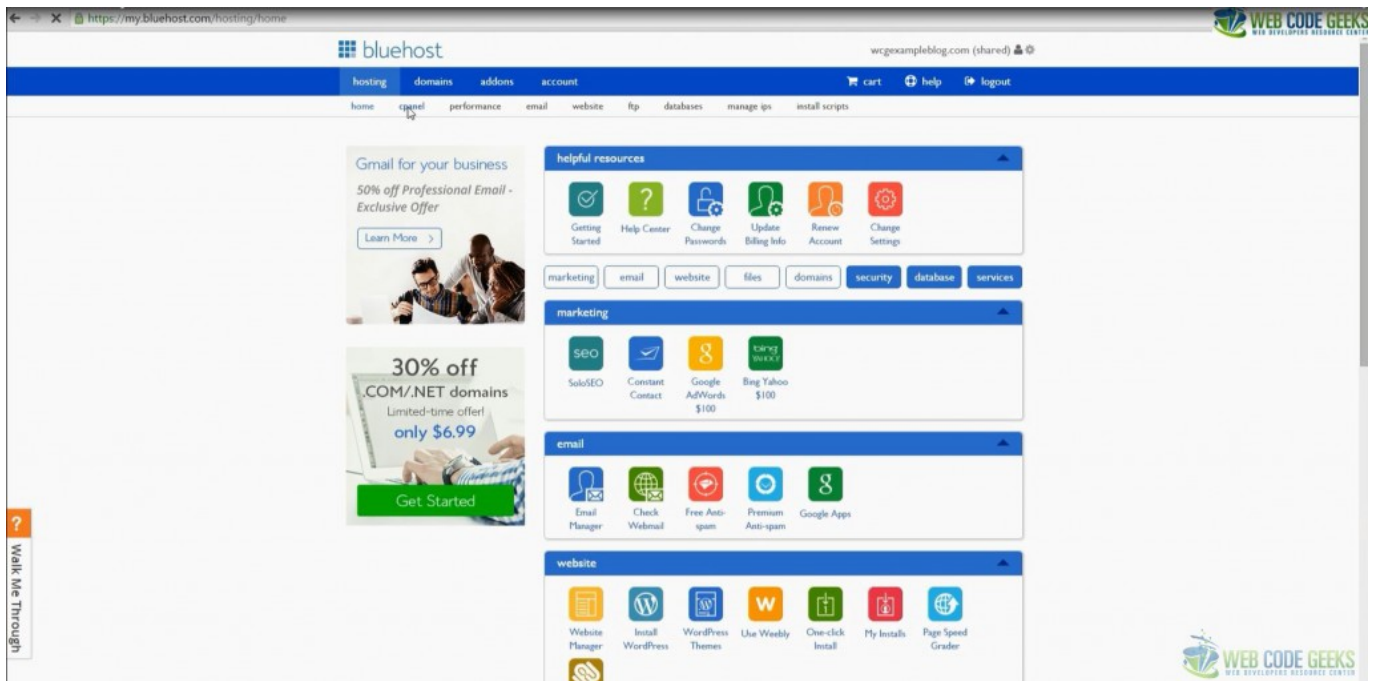 https://my.bluehost.com/hosting/home
WEB CODE GEEKS
WEB DEVELOPERS RESOURCE CENTER
bluehost
wcgexampleblog.com (shared)
hosting domains addons account cart help logout
home cpanel performance email website ftp databases manage ips install scripts
Gmail for your business
50% off Professional Email -
Exclusive Offer
Learn More >
30% off
.COM/.NET domains
Limited-time offer!
only $6.99
Get Started
helpful resources
Getting Started
Help Center
Change Passwords
Update Billing Info
Renew Account
Change Settings
marketing email website files domains security database services
marketing
seo
SoloSEO
Constant Contact
Google AdWords $100
bing
YAHOO!
Bing Yahoo $100
email
Email Manager
Check Webmail
Free Anti-spam
Premium Anti-spam
Google Apps
website
Website Manager
Install WordPress
WordPress Themes
Use Weebly
One-click Install
My Installs
Page Speed Grader
?
Walk Me Through
WEB CODE GEEKS
WEB DEVELOPERS RESOURCE CENTER